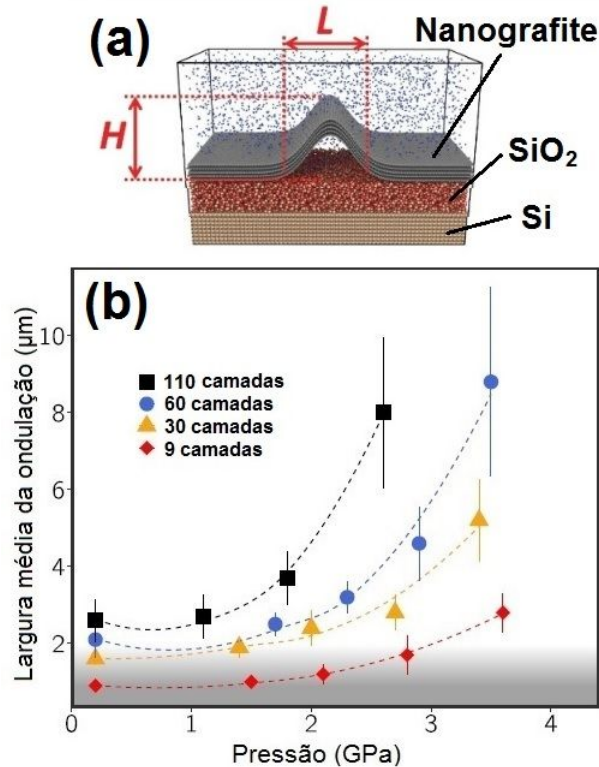 (a)
L
Nanografite
H
SiO₂
Si
(b)
Largura média da ondulação (μm)
10
8
6
4
2
110 camadas
60 camadas
30 camadas
9 camadas
0 1 2 3 4
Pressão (GPa)